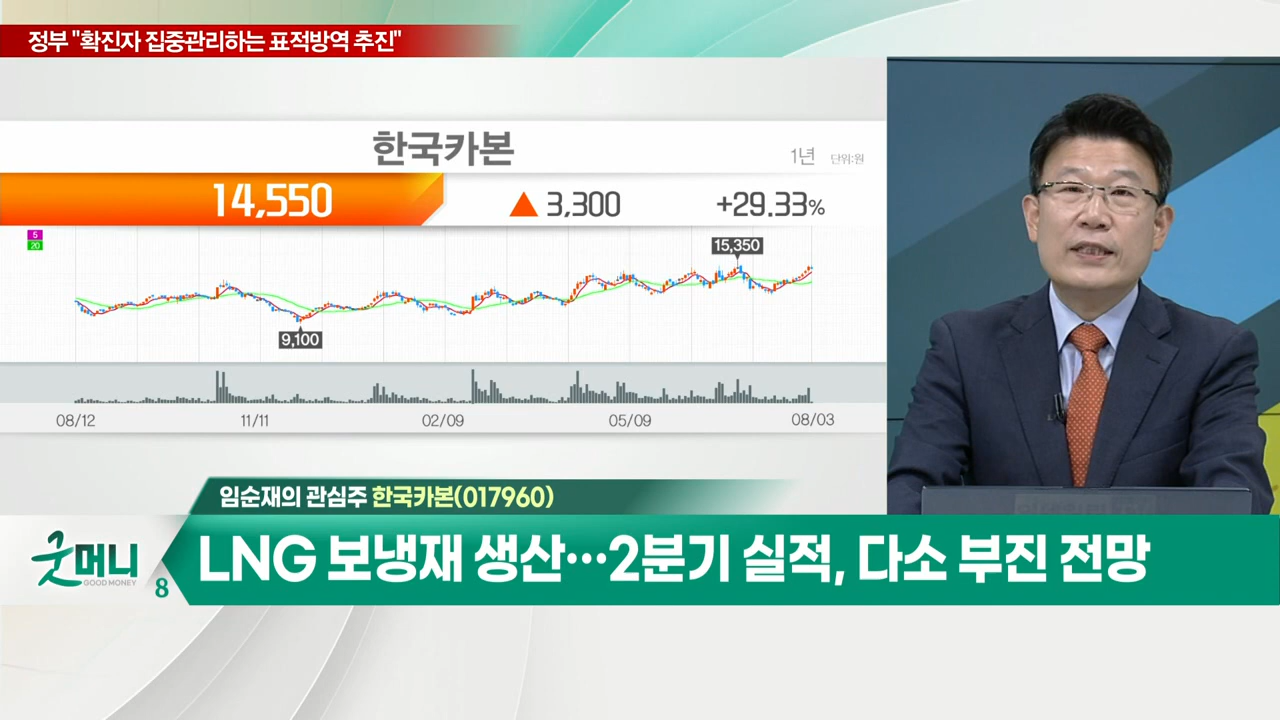 정부 "확진자 집중관리하는 표적방역 추진"
한국카본
1년 단위:원
14,550 ▲ 3,300 +29.33%
5
20
15,350
9,100
08/12 11/11 02/09 05/09 08/03
임순재의 관심주 한국카본(017960)
굿머니
GOOD MONEY
8
LNG 보냉재 생산…2분기 실적, 다소 부진 전망